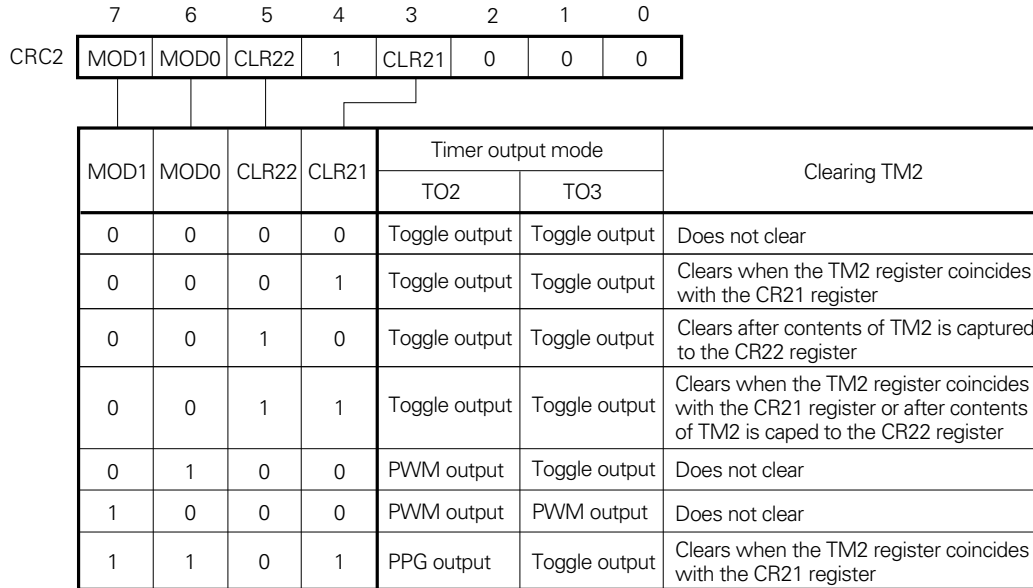 7 6 5 4 3 2 1 0
CRC2 MOD1 MOD0 CLR22 1 CLR21 0 0 0
Timer output mode
MOD1 MOD0 CLR22 CLR21 Clearing TM2
TO2 TO3
0 0 0 0 Toggle output Toggle output Does not clear
0 0 0 1 Toggle output Toggle output Clears when the TM2 register coincides
with the CR21 register
0 0 1 0 Toggle output Toggle output Clears after contents of TM2 is captured
to the CR22 register
0 0 1 1 Toggle output Toggle output Clears when the TM2 register coincides
with the CR21 register or after contents
of TM2 is caped to the CR22 register
0 1 0 0 PWM output Toggle output Does not clear
1 0 0 0 PWM output PWM output Does not clear
1 1 0 1 PPG output Toggle output Clears when the TM2 register coincides
with the CR21 register